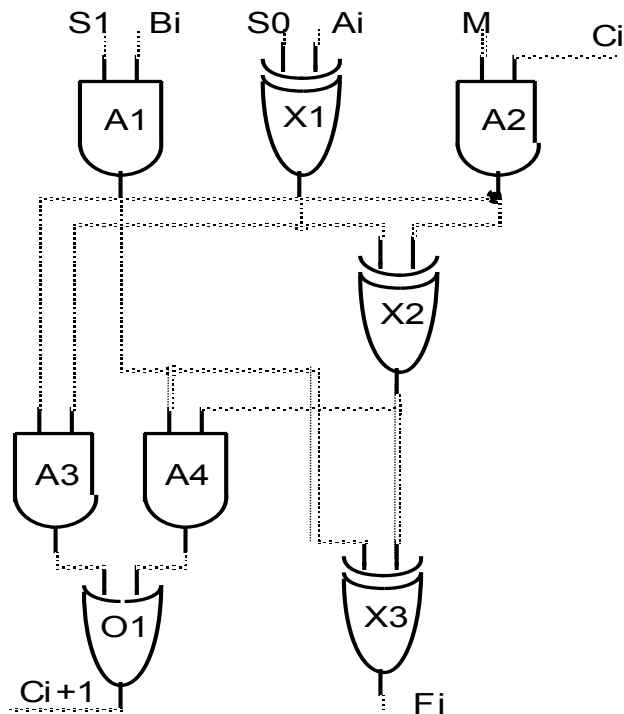 S1 Bi S0 Ai M Ci
A1 X1 A2
X2
A3 A4
O1 X3
Ci+1 Fi